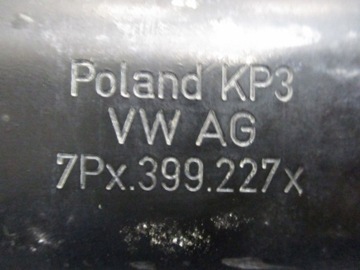 Poland KP3
VW AG
7Px.399.227x